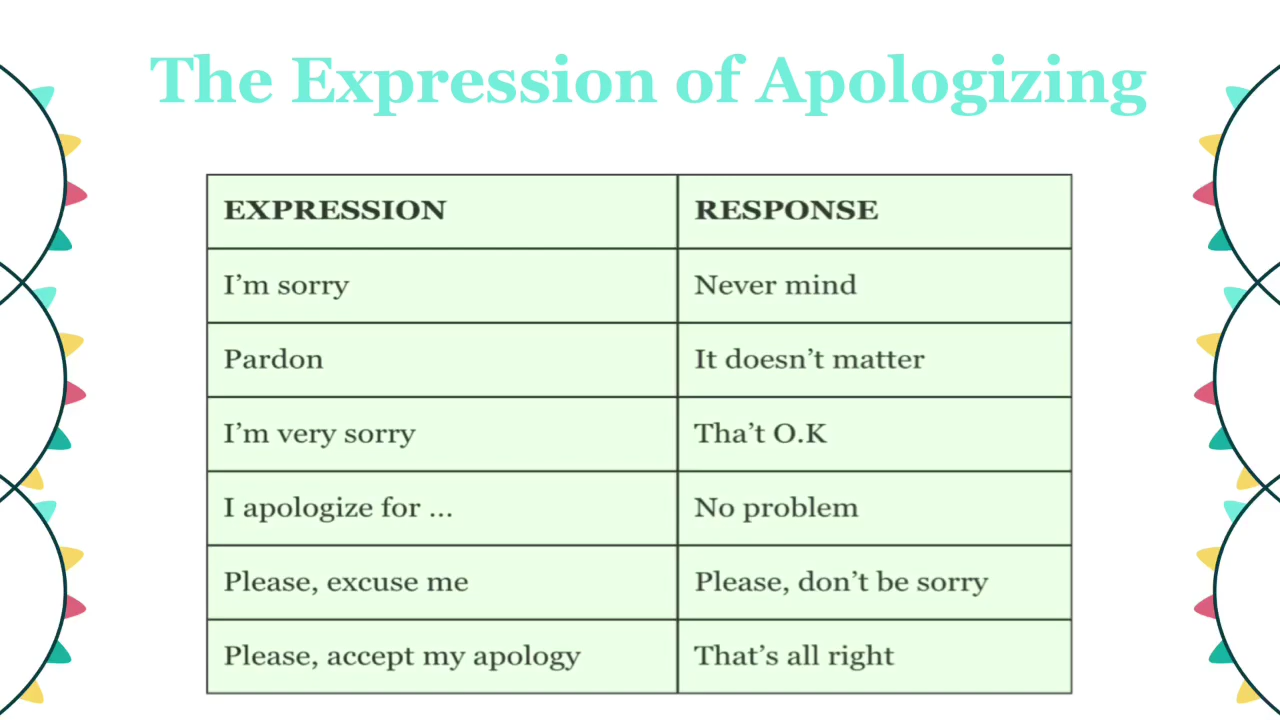 The Expression of Apologizing
EXPRESSION RESPONSE
I’m sorry Never mind
Pardon It doesn’t matter
I’m very sorry Tha’t O.K
I apologize for ... No problem
Please, excuse me Please, don’t be sorry
Please, accept my apology That’s all right